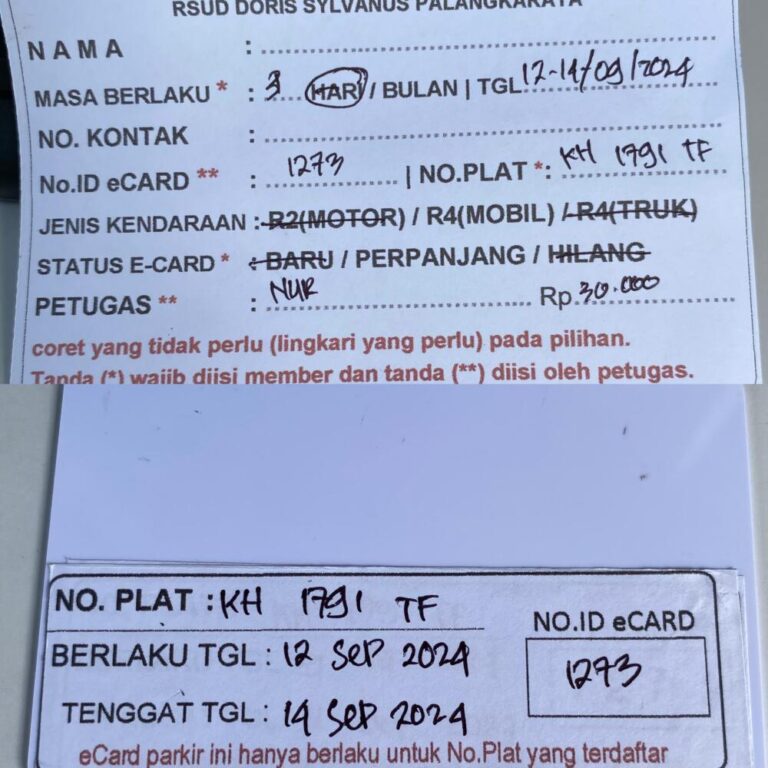 RSUD DORIS SYLVANUS PALANGKARAYA
NAMA :
MASA BERLAKU * : 3 HARI / BULAN | TGL. 12-14/09/2024
NO. KONTAK :
No.ID eCARD ** : 1273 | NO.PLAT *: KH 1791 TF
JENIS KENDARAAN : R2(MOTOR) / R4(MOBIL) / R4(TRUK)
STATUS E-CARD * : BARU / PERPANJANG / HILANG
PETUGAS ** : NUR Rp. 30.000
coret yang tidak perlu (lingkari yang perlu) pada pilihan.
Tanda (*) wajib diisi member dan tanda (**) diisi oleh petugas.
NO. PLAT : KH 1791 TF
BERLAKU TGL : 12 SEP 2024
TENGGAT TGL : 14 SEP 2024
NO.ID eCARD
1273
eCard parkir ini hanya berlaku untuk No.Plat yang terdaftar